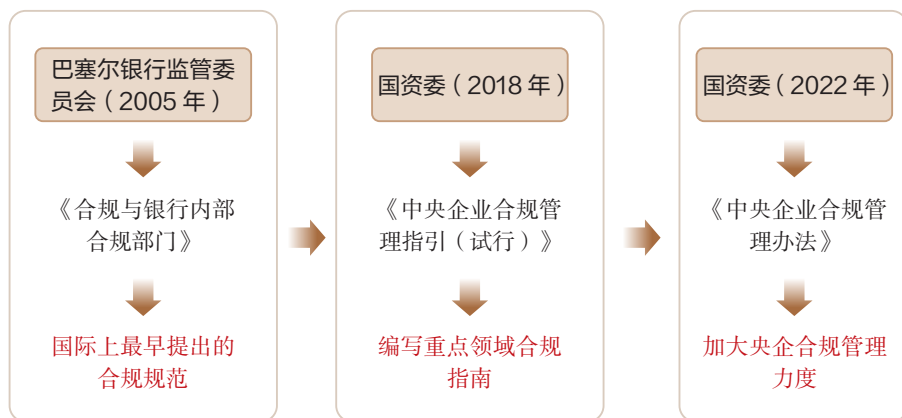 巴塞尔银行监管委
员会（2005 年）
《合规与银行内部
合规部门》
国际上最早提出的
合规规范
国资委（2018 年）
《中央企业合规管
理指引（试行）》
编写重点领域合规
指南
国资委（2022 年）
《中央企业合规管
理办法》
加大央企合规管理
力度